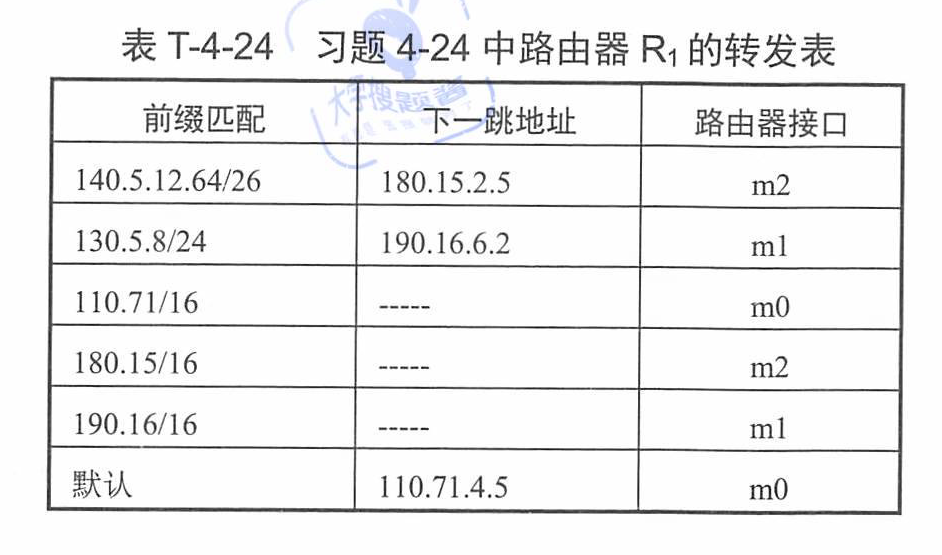 表 T-4-24 习题 4-24 中路由器 R₁ 的转发表
大学搜题酱
前缀匹配 下一跳地址 路由器接口
140.5.12.64/26 180.15.2.5 m2
130.5.8/24 190.16.6.2 m1
110.71/16 ----- m0
180.15/16 ----- m2
190.16/16 ----- m1
默认 110.71.4.5 m0